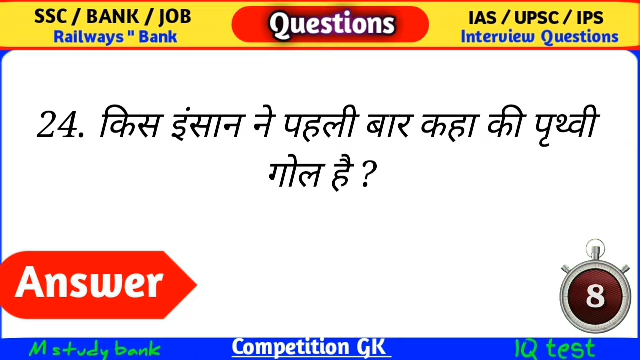 SSC / BANK / JOB
Railways " Bank
Questions
IAS / UPSC / IPS
Interview Questions
24. किस इंसान ने पहली बार कहा की पृथ्वी
गोल है ?
Answer
8
M study bank
Competition GK
IQ test